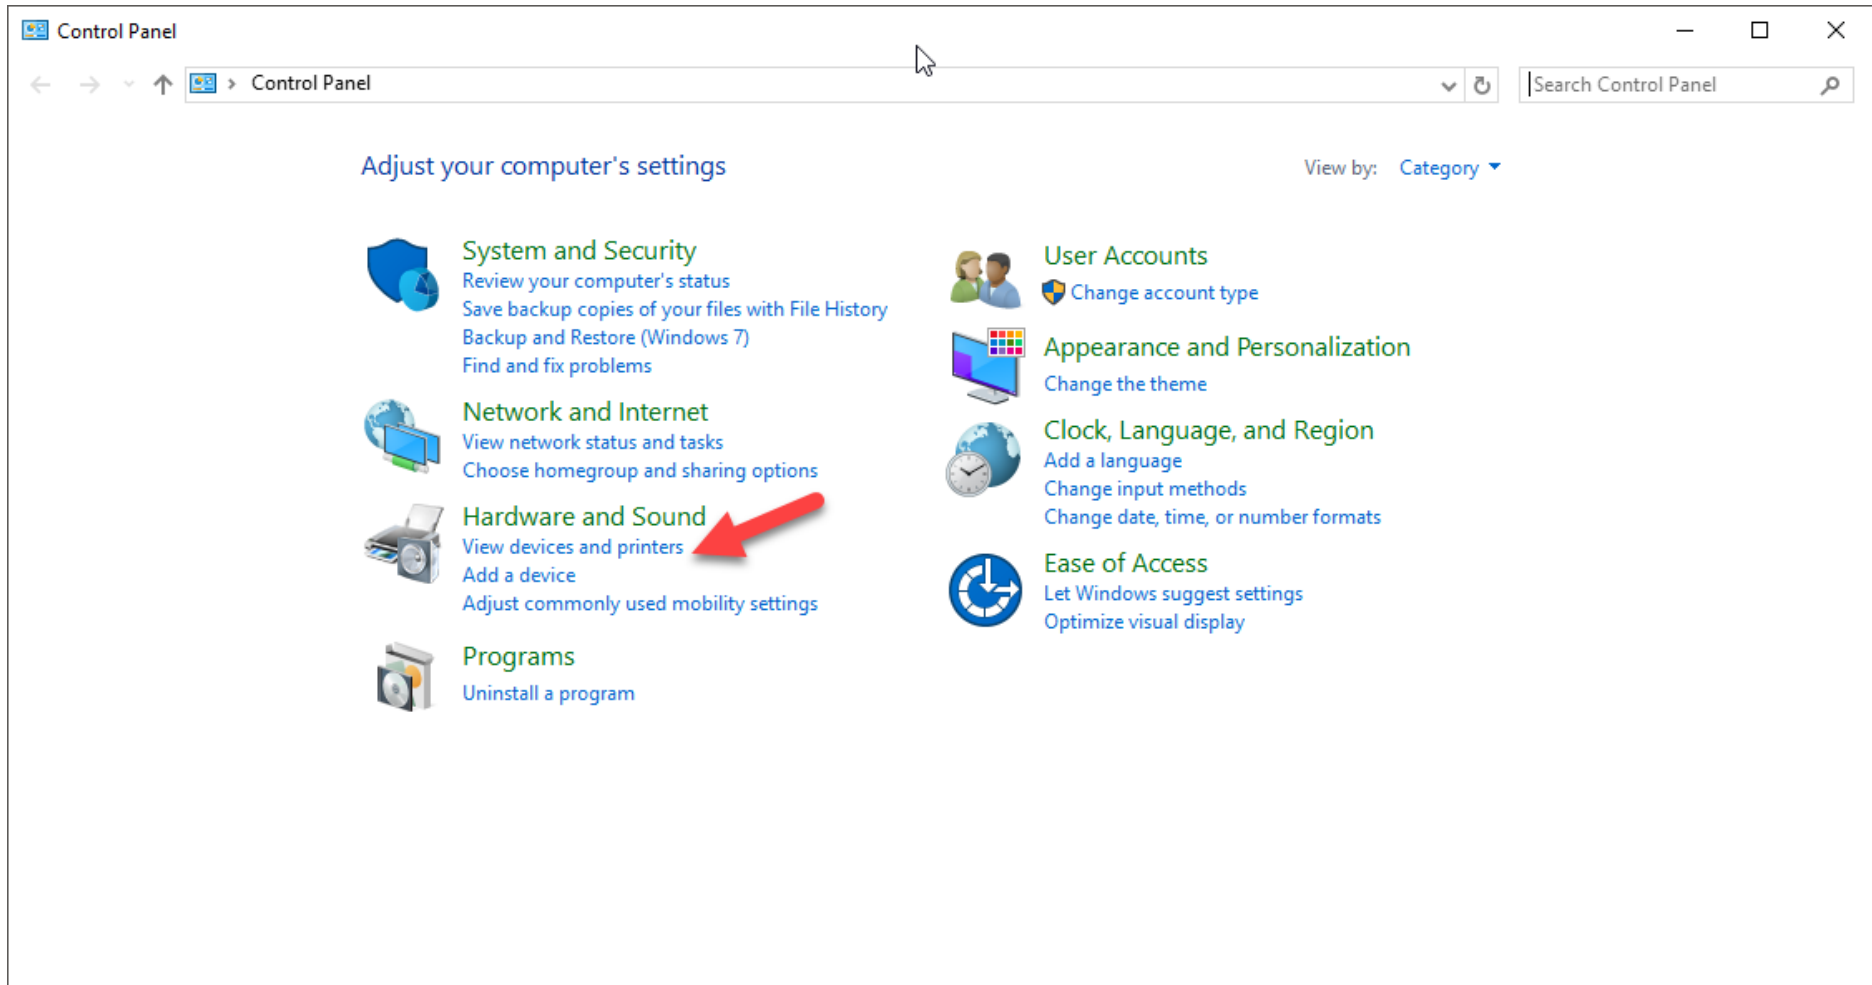 Control Panel
Control Panel
Search Control Panel
Adjust your computer's settings
View by: Category
System and Security
Review your computer's status
Save backup copies of your files with File History
Backup and Restore (Windows 7)
Find and fix problems
Network and Internet
View network status and tasks
Choose homegroup and sharing options
Hardware and Sound
View devices and printers
Add a device
Adjust commonly used mobility settings
Programs
Uninstall a program
User Accounts
Change account type
Appearance and Personalization
Change the theme
Clock, Language, and Region
Add a language
Change input methods
Change date, time, or number formats
Ease of Access
Let Windows suggest settings
Optimize visual display